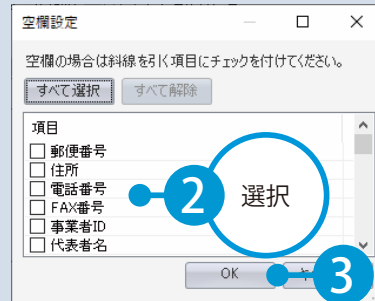 空欄設定
空欄の場合は斜線を引く項目にチェックを付けてください。
すべて選択 すべて解除
項目
郵便番号
住所
電話番号
FAX番号
事業者ID
代表者名
2 選択
OK 3